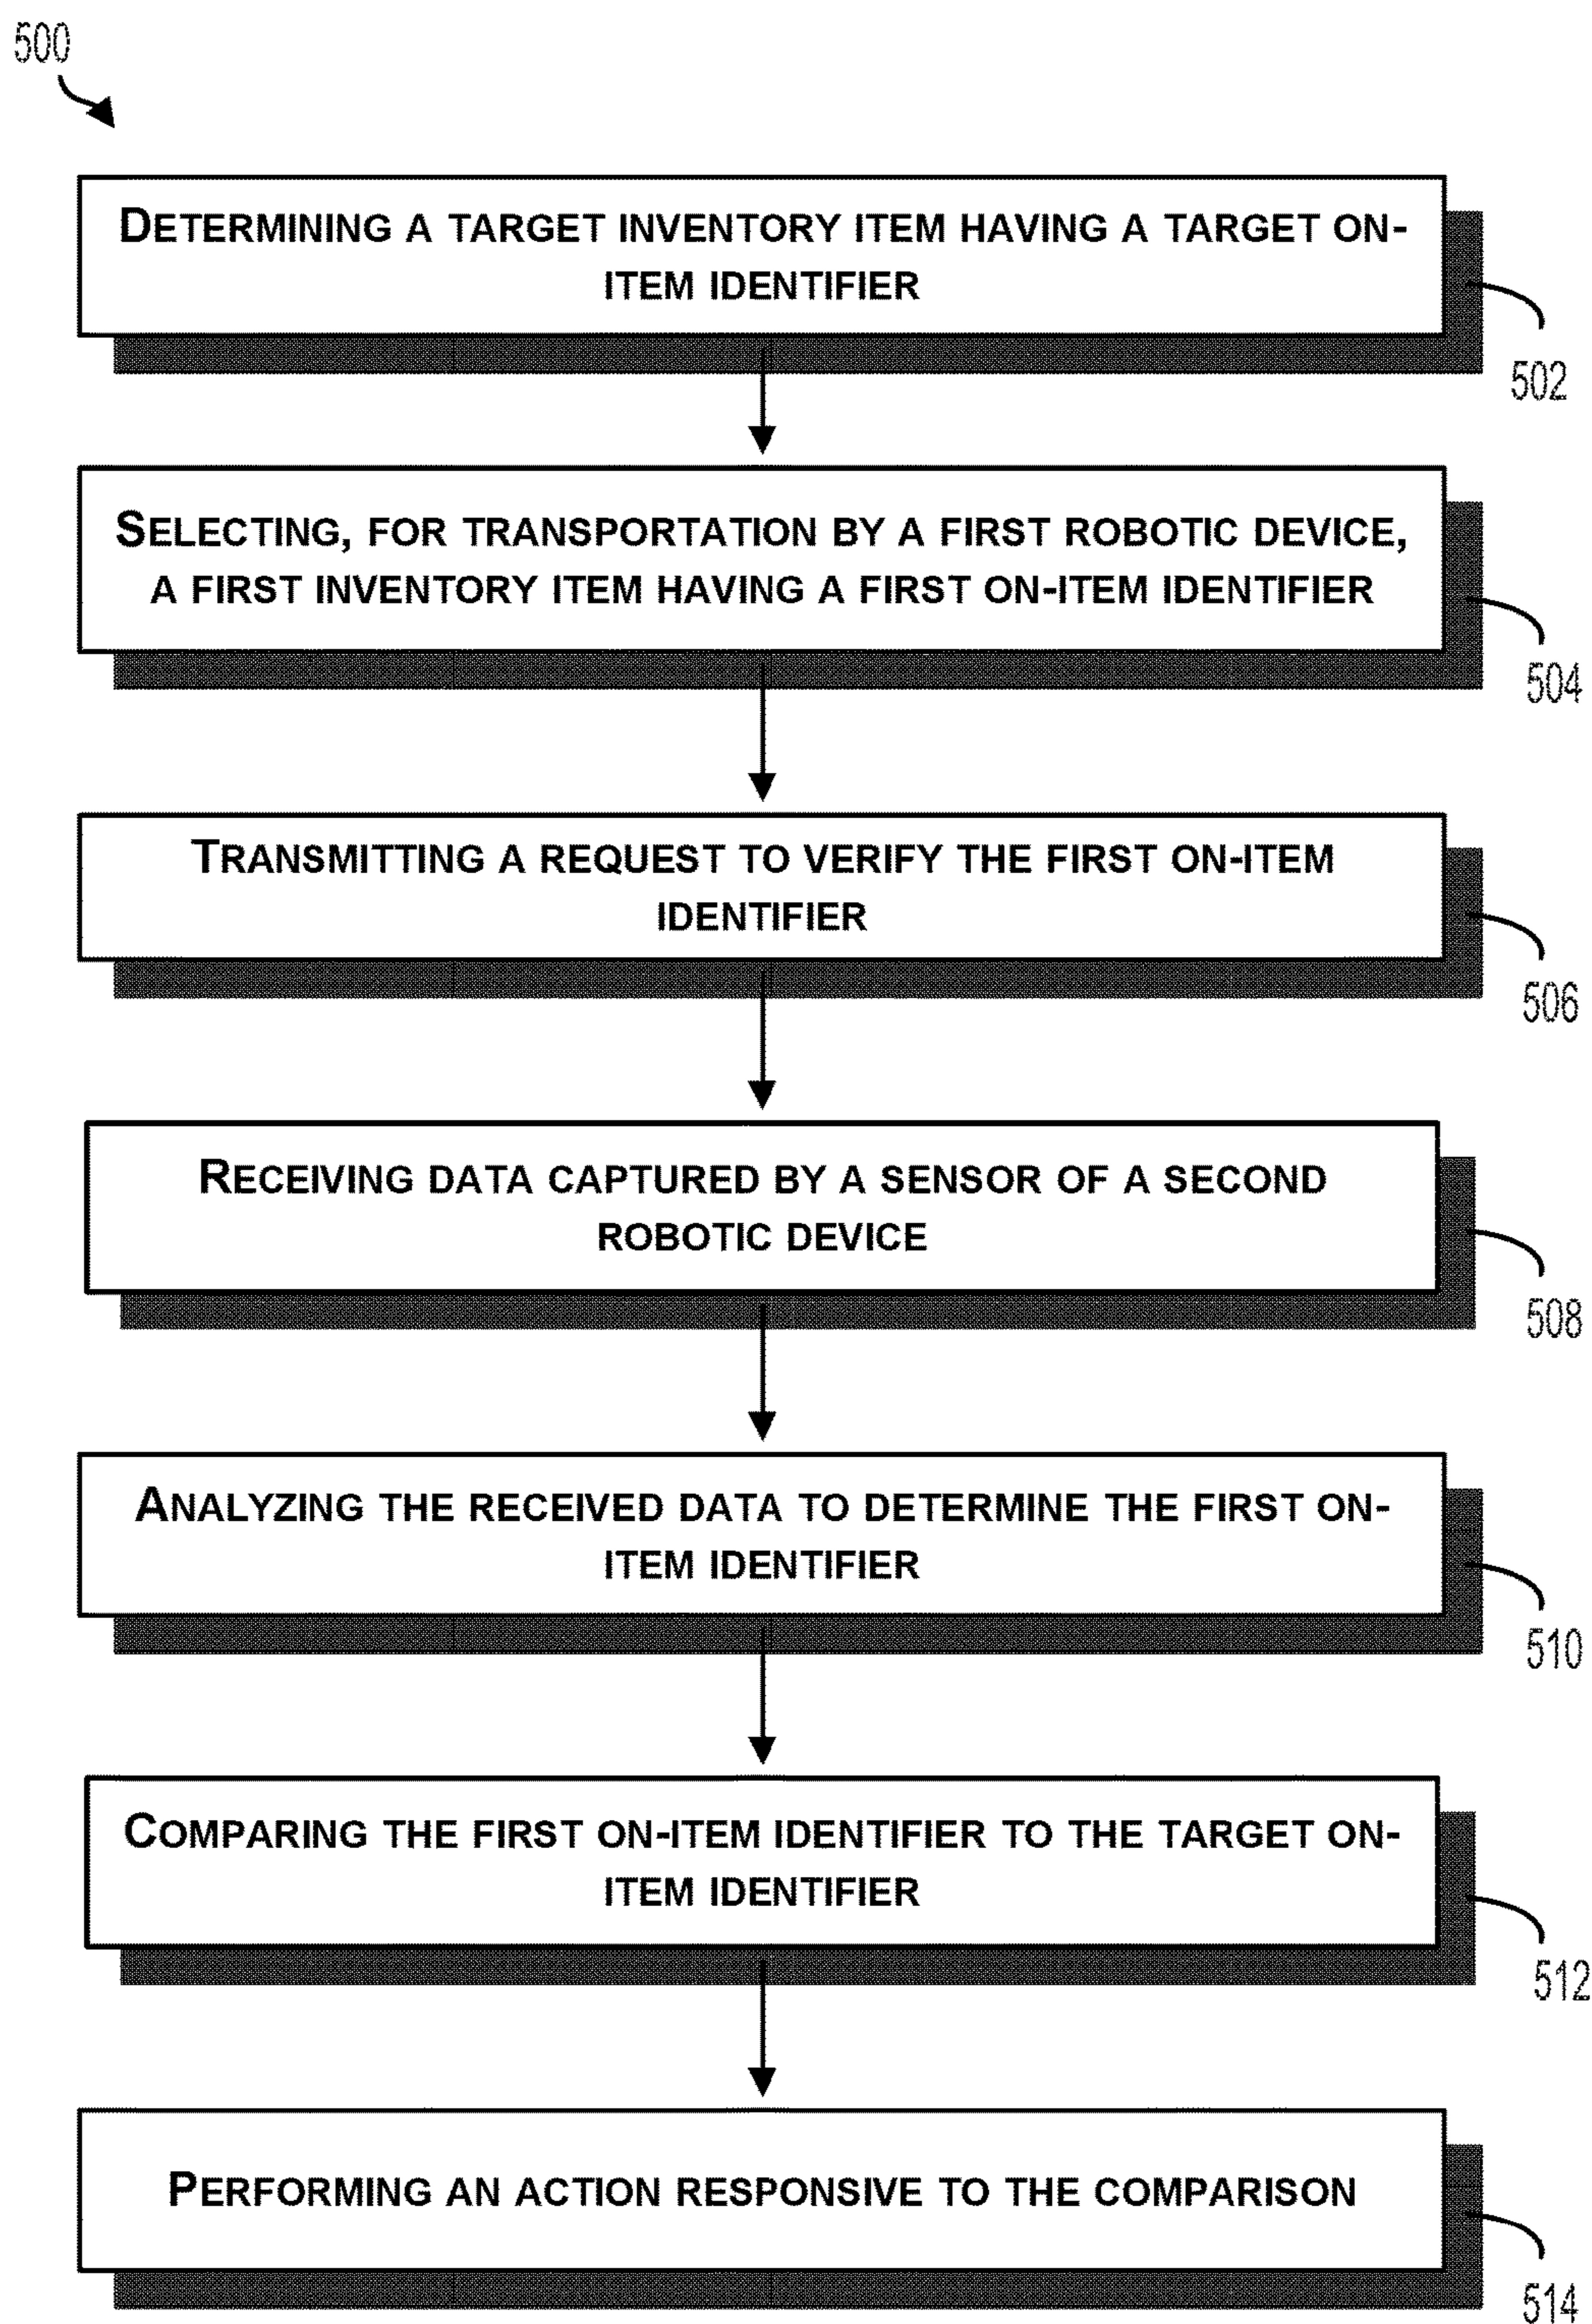 500
DETERMINING A TARGET INVENTORY ITEM HAVING A TARGET ON-
ITEM IDENTIFIER
502
SELECTING, FOR TRANSPORTATION BY A FIRST ROBOTIC DEVICE,
A FIRST INVENTORY ITEM HAVING A FIRST ON-ITEM IDENTIFIER
504
TRANSMITTING A REQUEST TO VERIFY THE FIRST ON-ITEM
IDENTIFIER
506
RECEIVING DATA CAPTURED BY A SENSOR OF A SECOND
ROBOTIC DEVICE
508
ANALYZING THE RECEIVED DATA TO DETERMINE THE FIRST ON-
ITEM IDENTIFIER
510
COMPARING THE FIRST ON-ITEM IDENTIFIER TO THE TARGET ON-
ITEM IDENTIFIER
512
PERFORMING AN ACTION RESPONSIVE TO THE COMPARISON
514